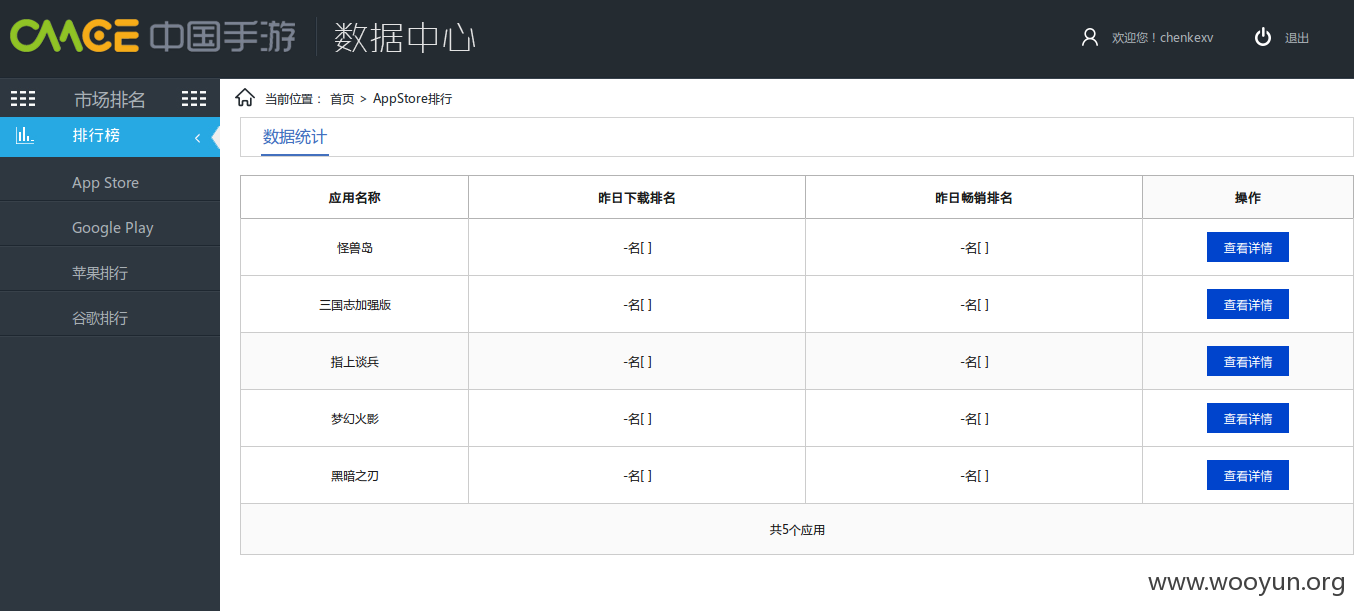 CMGE 中国手游 数据中心
欢迎您！chenkexv 退出
市场排名
排行榜
App Store
Google Play
苹果排行
谷歌排行
当前位置： 首页 > AppStore排行
数据统计
应用名称 昨日下载排名 昨日畅销排名 操作
怪兽岛 -名[ ] -名[ ] 查看详情
三国志加强版 -名[ ] -名[ ] 查看详情
指上谈兵 -名[ ] -名[ ] 查看详情
梦幻火影 -名[ ] -名[ ] 查看详情
黑暗之刃 -名[ ] -名[ ] 查看详情
共5个应用
www.wooyun.org